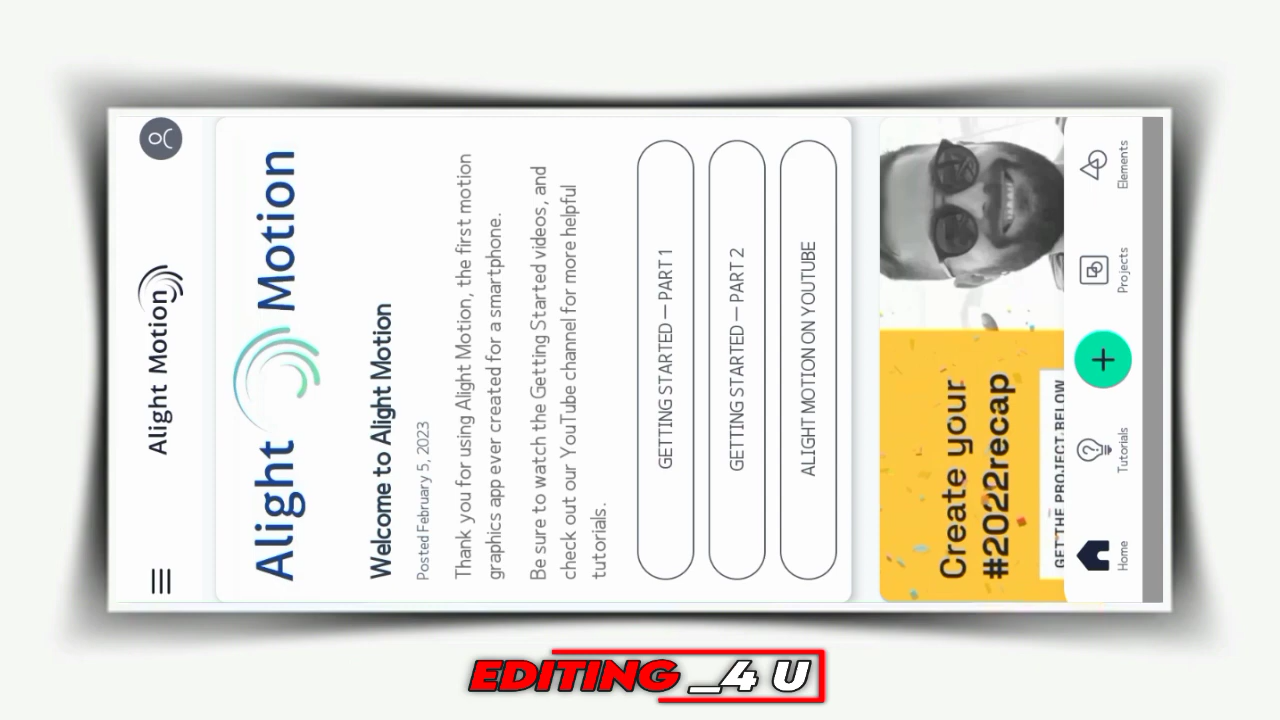 Alight Motion
Alight Motion
Welcome to Alight Motion
Posted February 5, 2023
Thank you for using Alight Motion, the first motion
graphics app ever created for a smartphone.
Be sure to watch the Getting Started videos, and
check out our YouTube channel for more helpful
tutorials.
GETTING STARTED — PART 1
GETTING STARTED — PART 2
ALIGHT MOTION ON YOUTUBE
Create your
#2022recap
GET THE PROJECT BELOW
Home
Tutorials
Projects
Elements
EDITING _4 U